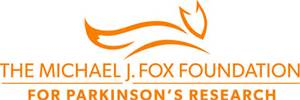 THE MICHAEL J. FOX FOUNDATION
FOR PARKINSON'S RESEARCH